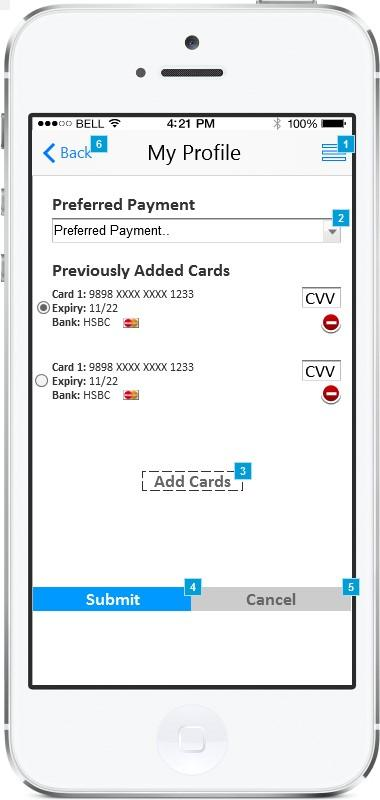 BELL 4:21 PM 100%
Back 6 My Profile 1
Preferred Payment
2
Preferred Payment..
Previously Added Cards
Card 1: 9898 XXXX XXXX 1233
CVV
Expiry: 11/22
Bank: HSBC
Card 1: 9898 XXXX XXXX 1233
CVV
Expiry: 11/22
Bank: HSBC
3
Add Cards
4 5
Submit Cancel